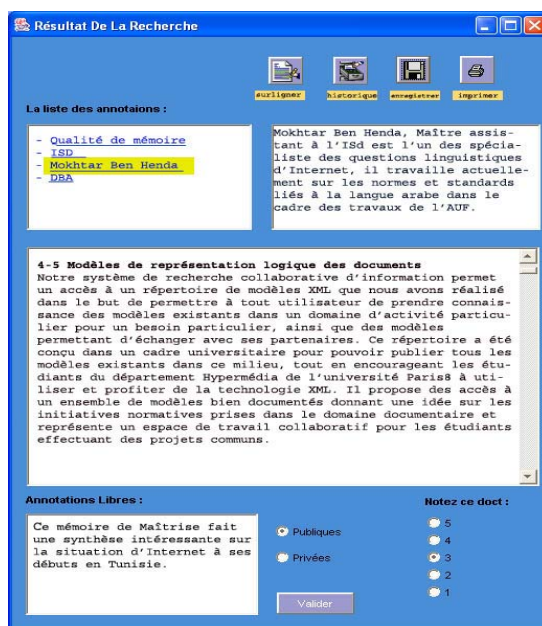 Résultat De La Recherche
surligner historique enregistrer imprimer
La liste des annotaions :
- Qualité de mémoire
- ISD
- Mokhtar Ben Henda
- DBA
Mokhtar Ben Henda, Maître assis-
tant à l'ISd est l'un des spécia-
liste des questions linguistiques
d'Internet, il travaille actuelle-
ment sur les normes et standards
liés à la langue arabe dans le
cadre des travaux de l'AUF.
4-5 Modèles de représentation logique des documents
Notre système de recherche collaborative d'information permet
un accès à un répertoire de modèles XML que nous avons réalisé
dans le but de permettre à tout utilisateur de prendre connais-
sance des modèles existants dans un domaine d'activité particu-
lier pour un besoin particulier, ainsi que des modèles
permettant d'échanger avec ses partenaires. Ce répertoire a été
conçu dans un cadre universitaire pour pouvoir publier tous les
modèles existants dans ce milieu, tout en encourageant les étu-
diants du département Hypermédia de l'université Paris8 à uti-
liser et profiter de la technologie XML. Il propose des accès à
un ensemble de modèles bien documentés donnant une idée sur les
initiatives normatives prises dans le domaine documentaire et
représente un espace de travail collaboratif pour les étudiants
effectuant des projets communs.
Annotations Libres :
Ce mémoire de Maîtrise fait
une synthèse intéressante sur
la situation d'Internet à ses
débuts en Tunisie.
Publiques
Privées
Valider
Notez ce doct :
5
4
3
2
1